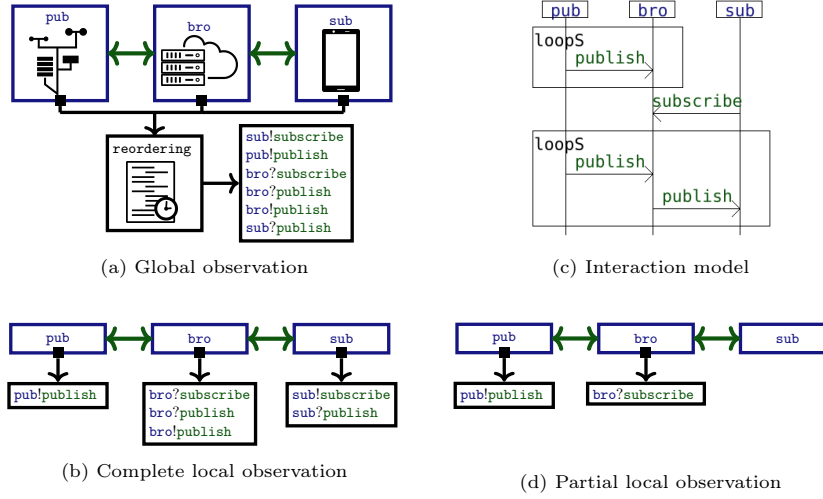 pub
bro
sub
reordering
sub!subscribe
pub!publish
bro?subscribe
bro?publish
bro!publish
sub?publish
(a) Global observation
pub
bro
sub
loopS
publish
subscribe
loopS
publish
publish
(c) Interaction model
pub
bro
sub
pub!publish
bro?subscribe
bro?publish
bro!publish
sub!subscribe
sub?publish
(b) Complete local observation
pub
bro
sub
pub!publish
bro?subscribe
(d) Partial local observation